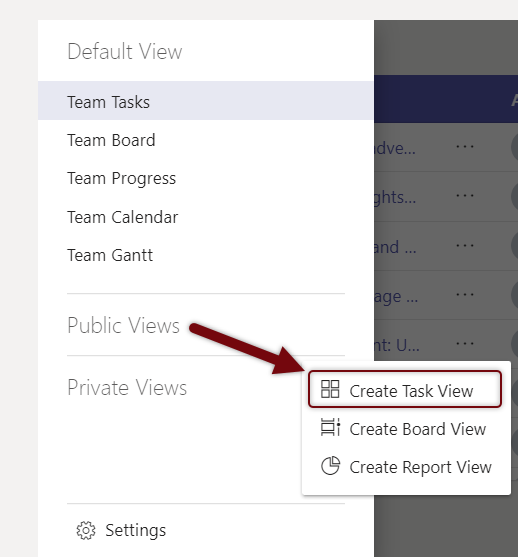 Default View
A
Team Tasks
Team Board
adve...
Team Progress
ghts...
Team Calendar
and
Team Gantt
age ...
Public Views
nt: U...
Private Views
Create Task View
Create Board View
Create Report View
Settings